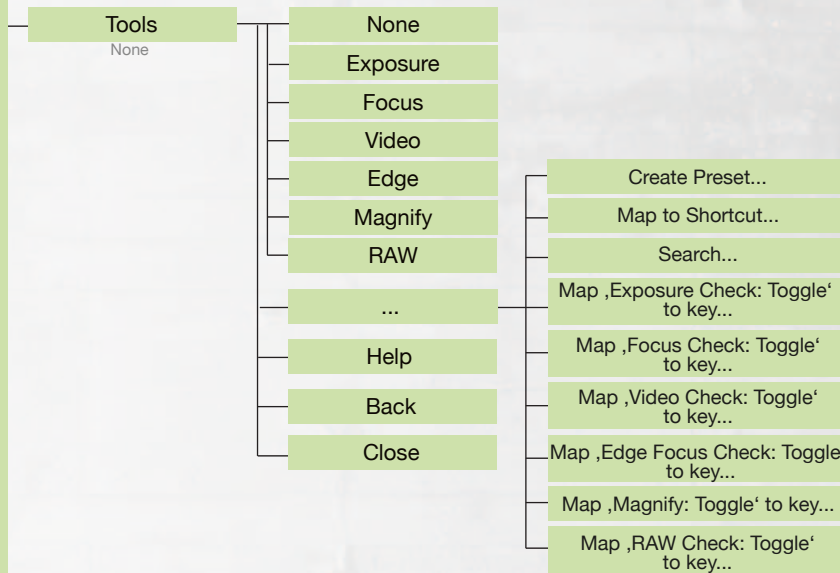 Tools
None
None
Exposure
Focus
Video
Edge
Magnify
RAW
...
Help
Back
Close
Create Preset...
Map to Shortcut...
Search...
Map ‚Exposure Check: Toggle‘
to key...
Map ‚Focus Check: Toggle‘
to key...
Map ‚Video Check: Toggle‘
to key...
Map ‚Edge Focus Check: Toggle
to key...
Map ‚Magnify: Toggle‘ to key...
Map ‚RAW Check: Toggle‘
to key...